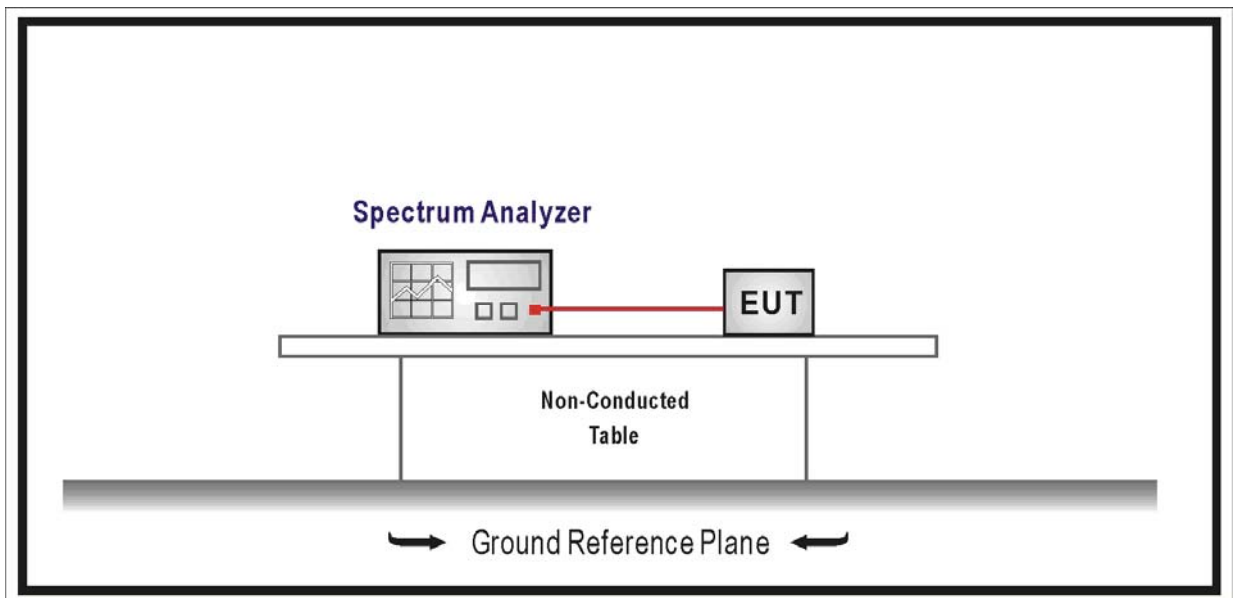 Spectrum Analyzer
EUT
Non-Conducted
Table
Ground Reference Plane